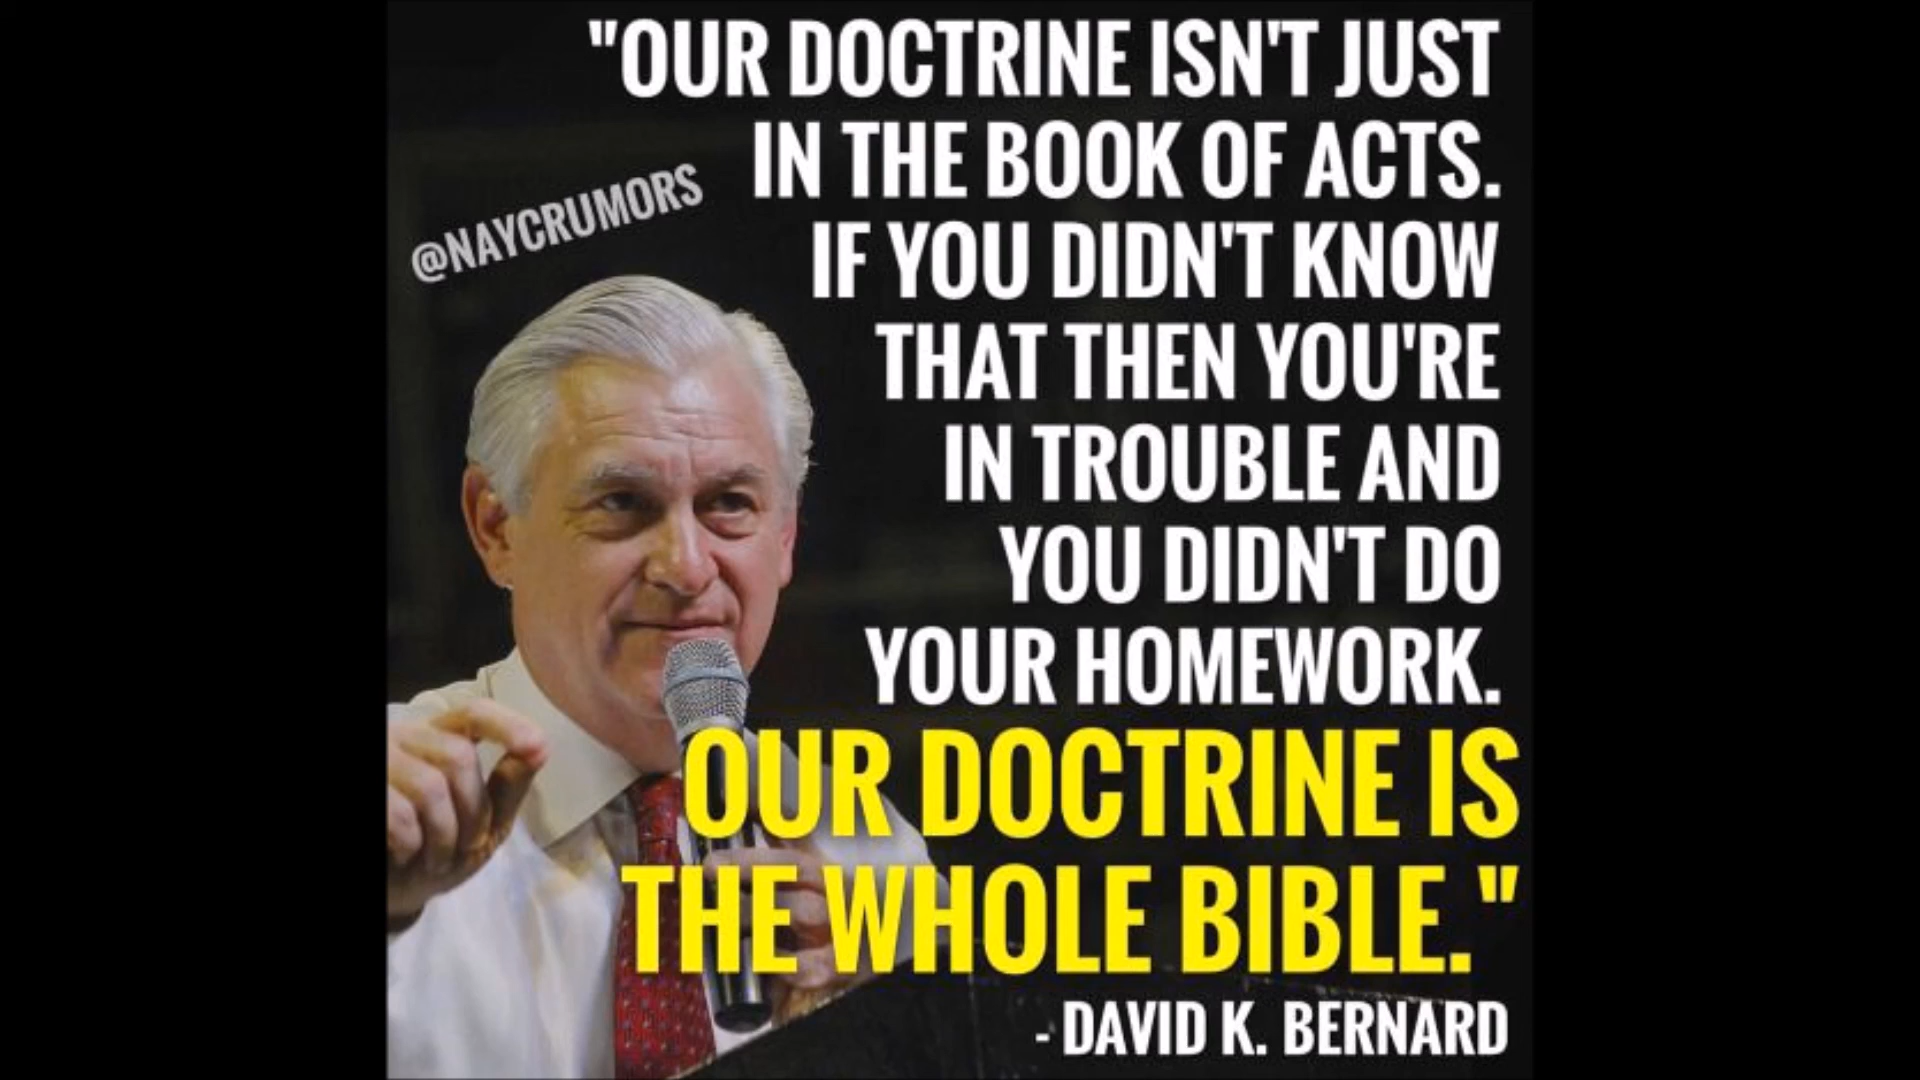 "OUR DOCTRINE ISN'T JUST
IN THE BOOK OF ACTS.
@NAYCRUMORS
IF YOU DIDN'T KNOW
THAT THEN YOU'RE
IN TROUBLE AND
YOU DIDN'T DO
YOUR HOMEWORK.
OUR DOCTRINE IS
THE WHOLE BIBLE."
- DAVID K. BERNARD